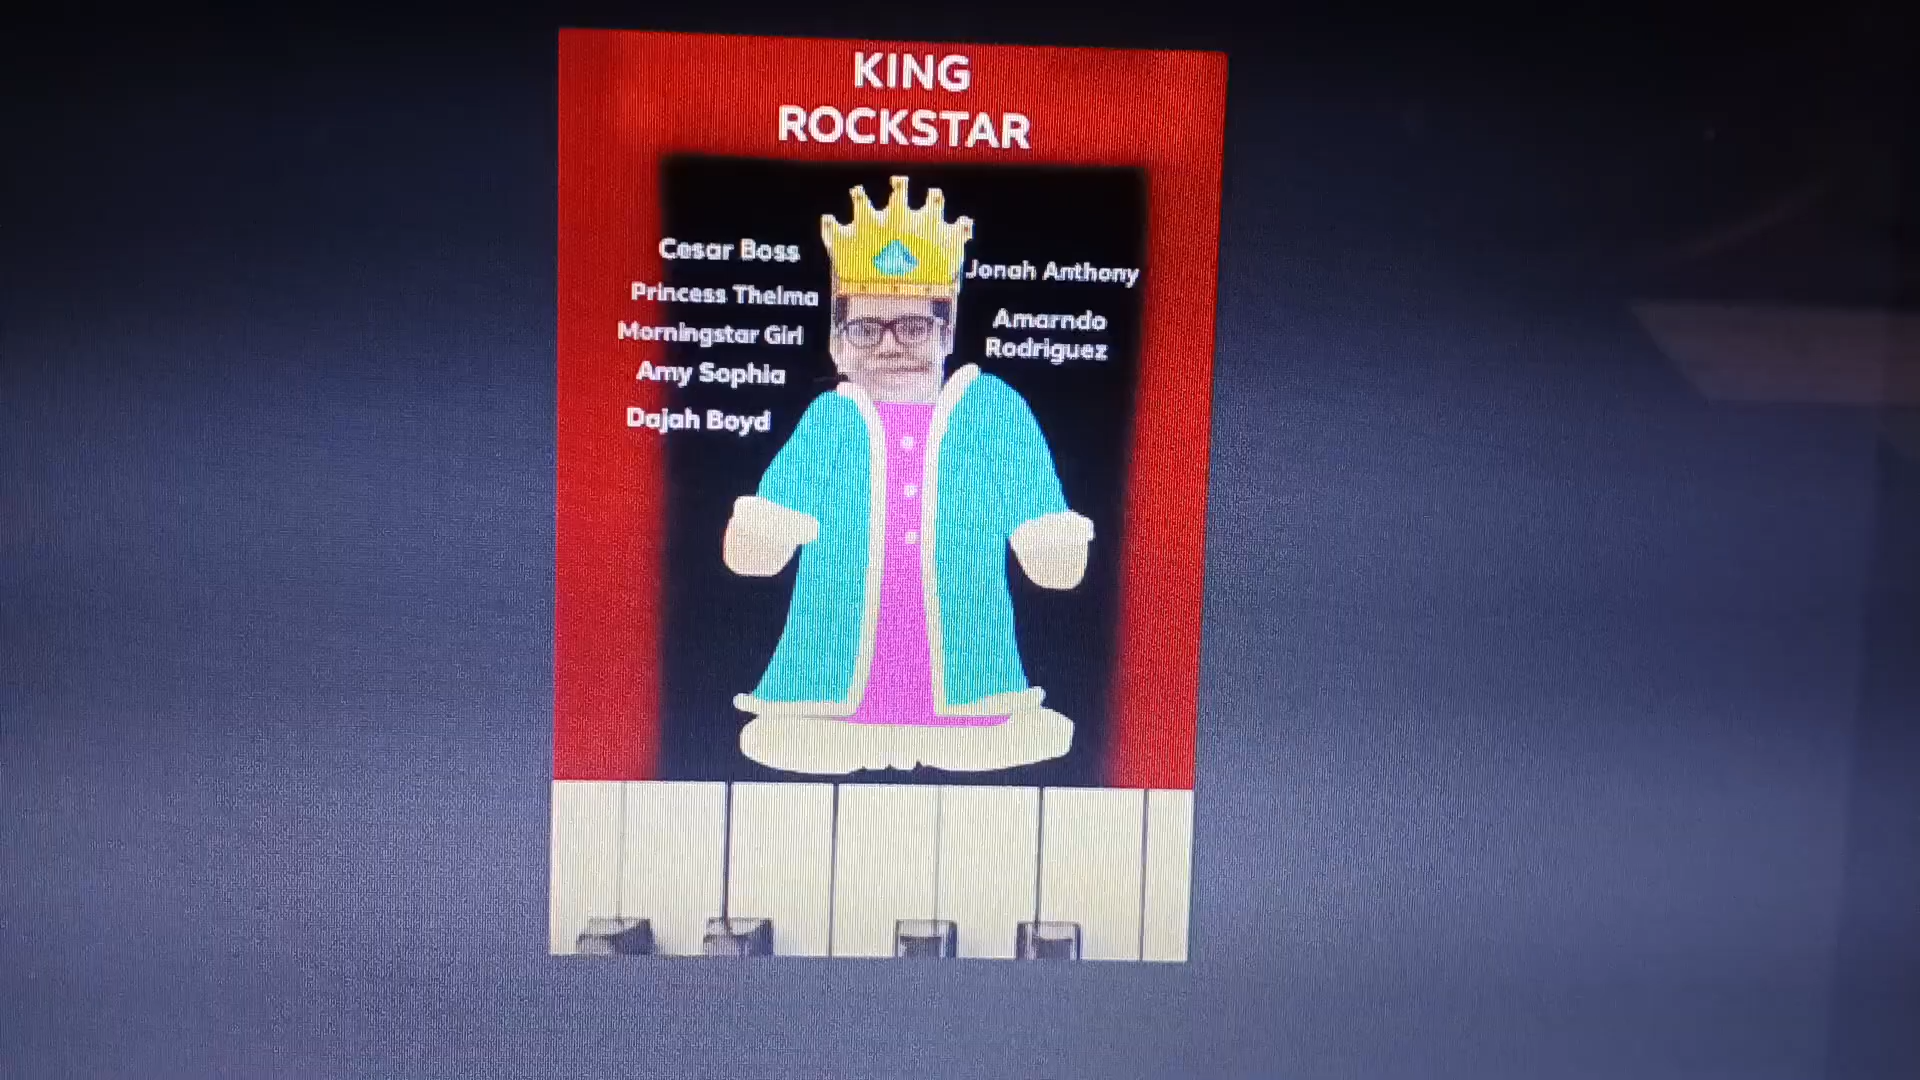 KING
ROCKSTAR
Cesar Boss
Princess Thelma
Morningstar Girl
Amy Sophia
Dajah Boyd
Jonah Anthony
Amarndo
Rodriguez